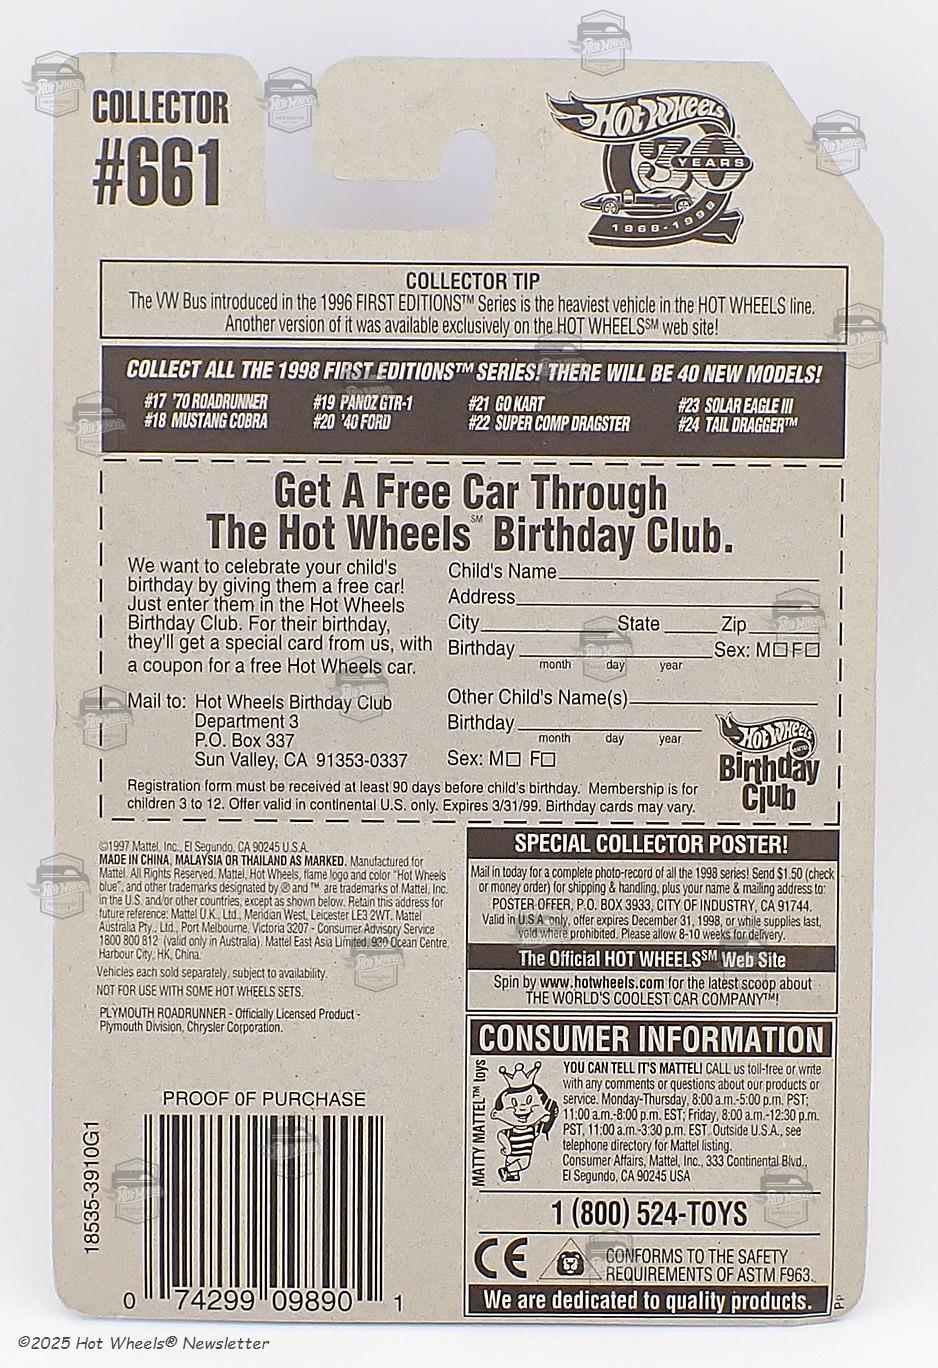 COLLECTOR
#661
HOT WHEELS
30 YEARS
1968-1998
COLLECTOR TIP
The VW Bus introduced in the 1996 FIRST EDITIONS™ Series is the heaviest vehicle in the HOT WHEELS line.
Another version of it was available exclusively on the HOT WHEELS℠ web site!
COLLECT ALL THE 1998 FIRST EDITIONS™ SERIES! THERE WILL BE 40 NEW MODELS!
#17 '70 ROADRUNNER #19 PANOZ GTR-1 #21 GO KART #23 SOLAR EAGLE III
#18 MUSTANG COBRA #20 '40 FORD #22 SUPER COMP DRAGSTER #24 TAIL DRAGGER™
Get A Free Car Through
The Hot Wheels℠ Birthday Club.
We want to celebrate your child's
birthday by giving them a free car!
Just enter them in the Hot Wheels
Birthday Club. For their birthday,
they'll get a special card from us, with
a coupon for a free Hot Wheels car.
Mail to: Hot Wheels Birthday Club
Department 3
P.O. Box 337
Sun Valley, CA 91353-0337
Child's Name
Address
City State Zip
Birthday Sex: M☐ F☐
month day year
Other Child's Name(s)
Birthday
month day year
Sex: M☐ F☐
Hot Wheels
Birthday
Club
Registration form must be received at least 90 days before child's birthday. Membership is for
children 3 to 12. Offer valid in continental U.S. only. Expires 3/31/99. Birthday cards may vary.
©1997 Mattel, Inc., El Segundo, CA 90245 U.S.A.
MADE IN CHINA, MALAYSIA OR THAILAND AS MARKED. Manufactured for
Mattel. All Rights Reserved. Mattel, Hot Wheels, flame logo and color "Hot Wheels
blue", and other trademarks designated by ® and ™ are trademarks of Mattel, Inc.
in the U.S. and/or other countries, except as shown below. Retain this address for
future reference: Mattel U.K., Ltd., Meridian West, Leicester LE3 2WT. Mattel
Australia Pty., Ltd., Port Melbourne, Victoria 3207 - Consumer Advisory Service
1800 800 812 (valid only in Australia). Mattel East Asia Limited, 930 Ocean Centre,
Harbour City, HK, China.
Vehicles each sold separately, subject to availability.
NOT FOR USE WITH SOME HOT WHEELS SETS.
PLYMOUTH ROADRUNNER - Officially Licensed Product -
Plymouth Division, Chrysler Corporation.
SPECIAL COLLECTOR POSTER!
Mail in today for a complete photo-record of all the 1998 series! Send $1.50 (check
or money order) for shipping & handling, plus your name & mailing address to:
POSTER OFFER, P.O. BOX 3933, CITY OF INDUSTRY, CA 91744.
Valid in U.S.A. only, offer expires December 31, 1998, or while supplies last,
void where prohibited. Please allow 8-10 weeks for delivery.
The Official HOT WHEELS℠ Web Site
Spin by www.hotwheels.com for the latest scoop about
THE WORLD'S COOLEST CAR COMPANY™!
CONSUMER INFORMATION
MATTY MATTEL™ toys
YOU CAN TELL IT'S MATTEL! CALL us toll-free or write
with any comments or questions about our products or
service. Monday-Thursday, 8:00 a.m.-5:00 p.m. PST;
11:00 a.m.-8:00 p.m. EST; Friday, 8:00 a.m.-12:30 p.m.
PST, 11:00 a.m.-3:30 p.m. EST. Outside U.S.A., see
telephone directory for Mattel listing.
Consumer Affairs, Mattel, Inc., 333 Continental Blvd.,
El Segundo, CA 90245 USA
1 (800) 524-TOYS
CE
CONFORMS TO THE SAFETY
REQUIREMENTS OF ASTM F963.
We are dedicated to quality products.
PROOF OF PURCHASE
18535-3910G1
0 74299 09890 1
©2025 Hot Wheels® Newsletter